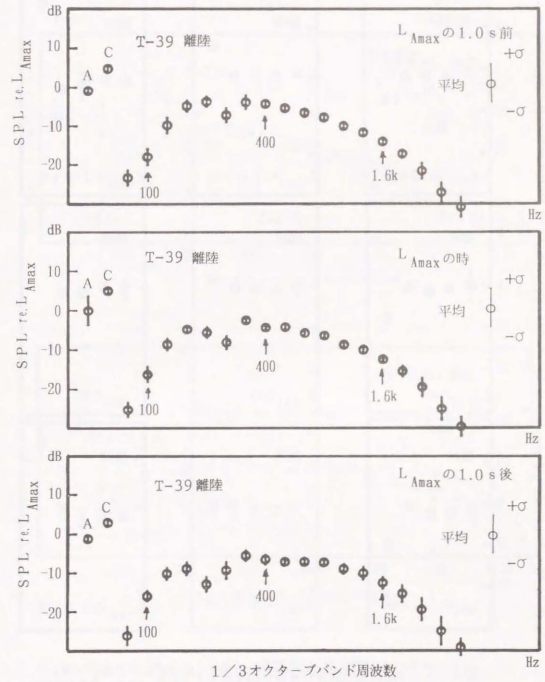 dB
T-39 離陸
L Amaxの1.0s前
10
A
C
0
-10
-20
SPL re. L Amax
平均
+σ
-σ
100
400
1.6k
Hz
dB
T-39 離陸
L Amaxの時
10
A
C
0
-10
-20
SPL re. L Amax
平均
+σ
-σ
100
400
1.6k
Hz
dB
T-39 離陸
L Amaxの1.0s後
10
A
C
0
-10
-20
SPL re. L Amax
平均
+σ
-σ
100
400
1.6k
Hz
1/3オクターブバンド周波数